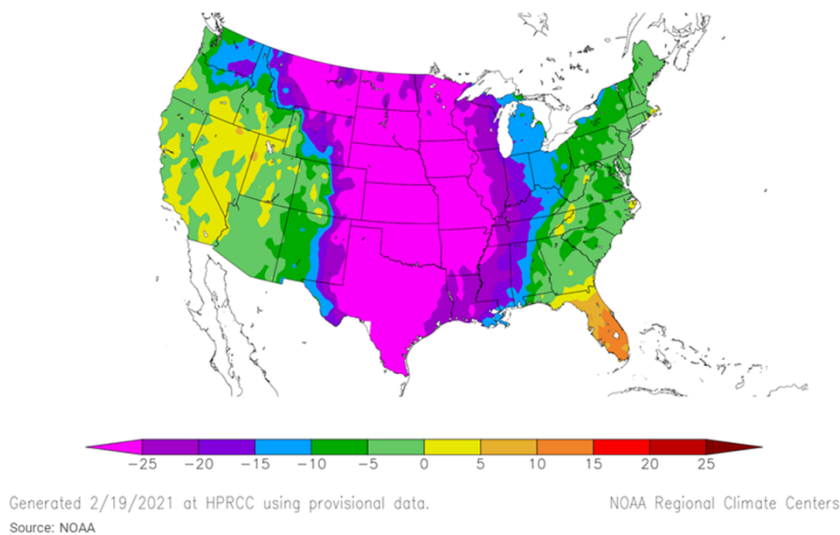 -25 -20 -15 -10 -5 0 5 10 15 20 25
Generated 2/19/2021 at HPRCC using provisional data. NOAA Regional Climate Centers
Source: NOAA